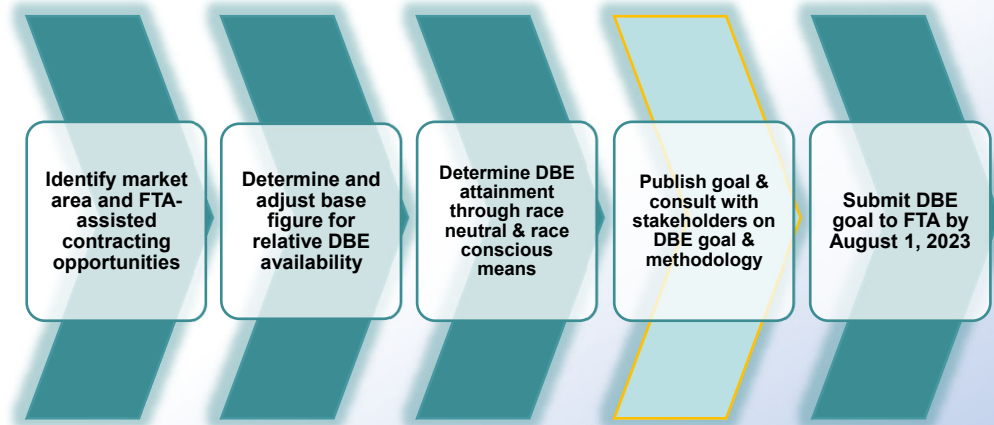 Identify market
area and FTA-
assisted
contracting
opportunities
Determine and
adjust base
figure for
relative DBE
availability
Determine DBE
attainment
through race
neutral & race
conscious
means
Publish goal &
consult with
stakeholders on
DBE goal &
methodology
Submit DBE
goal to FTA by
August 1, 2023